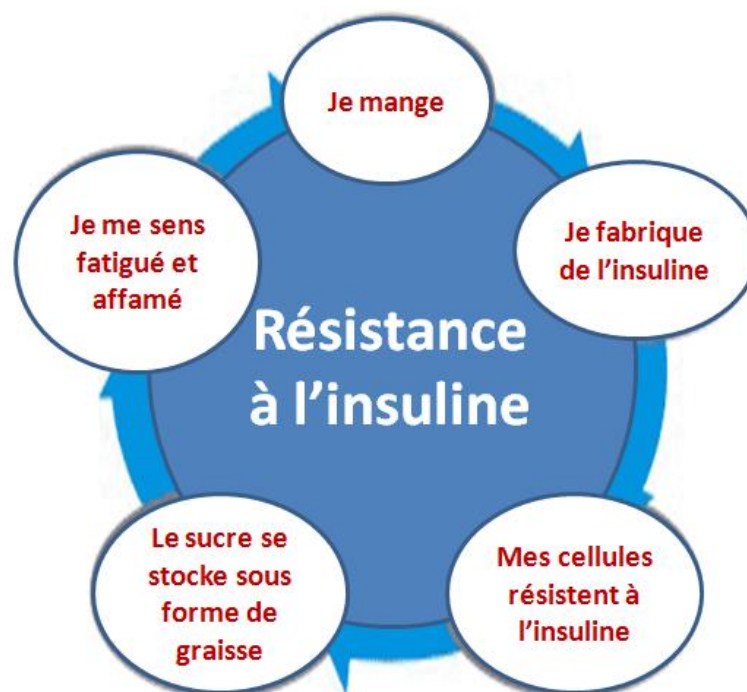 Je mange
Je fabrique
de l'insuline
Mes cellules
résistent à
l'insuline
Le sucre se
stocke sous
forme de
graisse
Je me sens
fatigué et
affamé
Résistance
à l'insuline